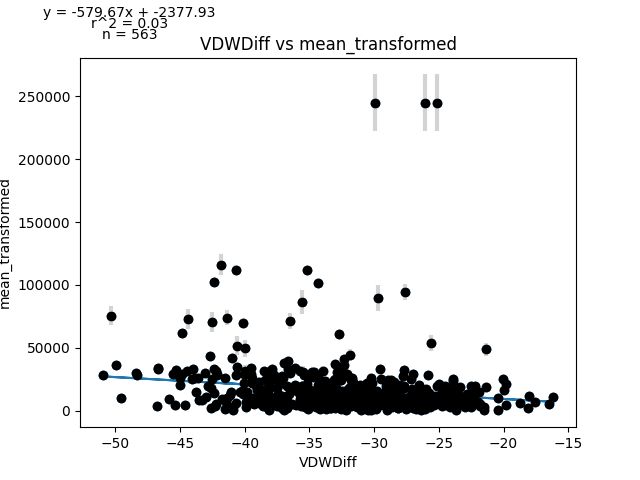 y = -579.67x + -2377.93
r^2 = 0.03
n = 563
VDWDiff vs mean_transformed
250000
200000
150000
100000
50000
0
mean_transformed
−50
−45
−40
−35
−30
−25
−20
−15
VDWDiff